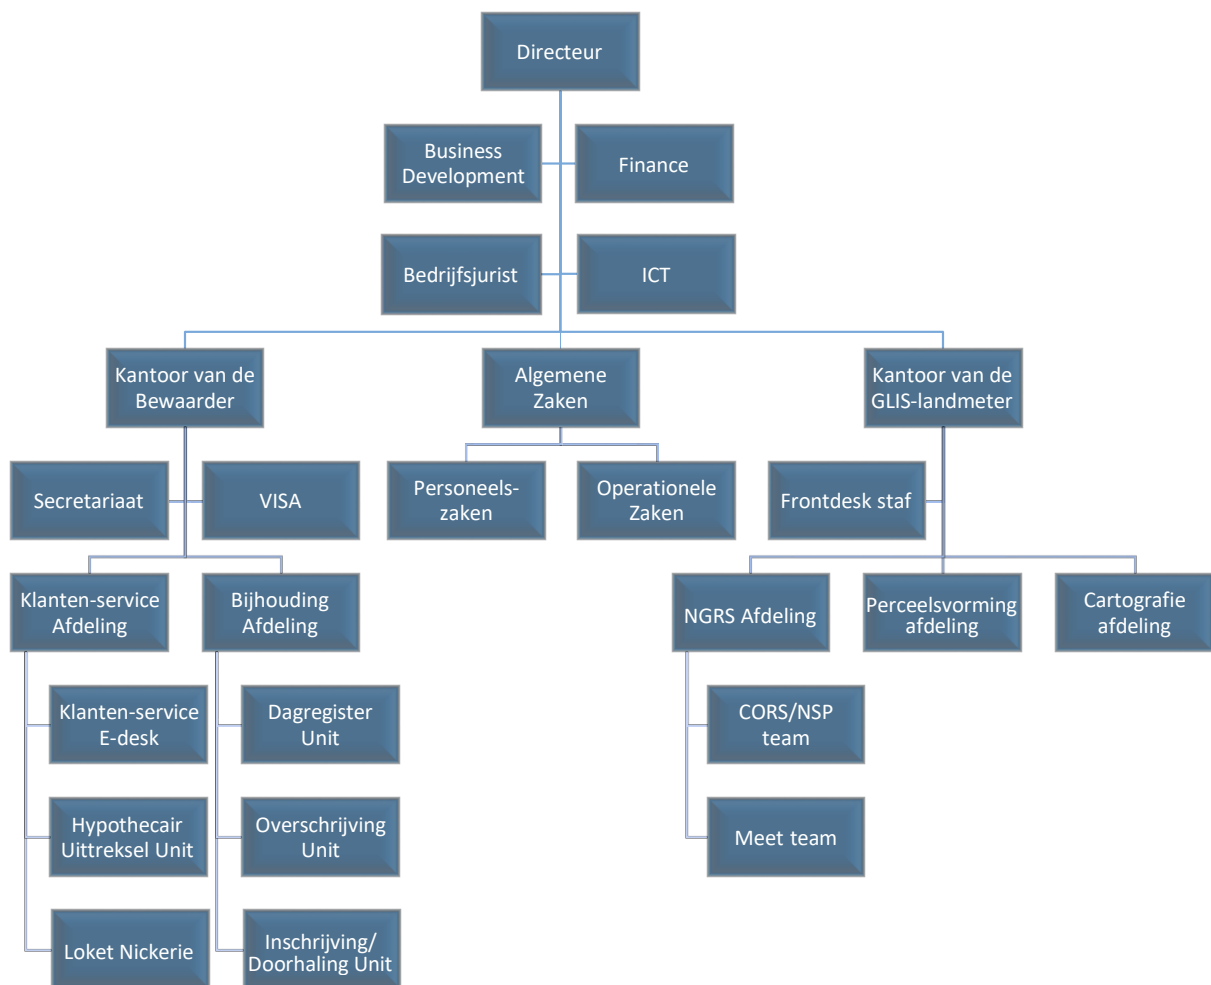 Directeur
Business
Development
Finance
Bedrijfsjurist
ICT
Kantoor van de
Bewaarder
Algemene
Zaken
Kantoor van de
GLIS-landmeter
Secretariaat
VISA
Personeels-
zaken
Operationele
Zaken
Frontdesk staf
Klanten-service
Afdeling
Bijhouding
Afdeling
NGRS Afdeling
Perceelsvorming
afdeling
Cartografie
afdeling
Klanten-service
E-desk
Dagregister
Unit
CORS/NSP
team
Hypothecair
Uittreksel Unit
Overschrijving
Unit
Meet team
Loket Nickerie
Inschrijving/
Doorhaling Unit